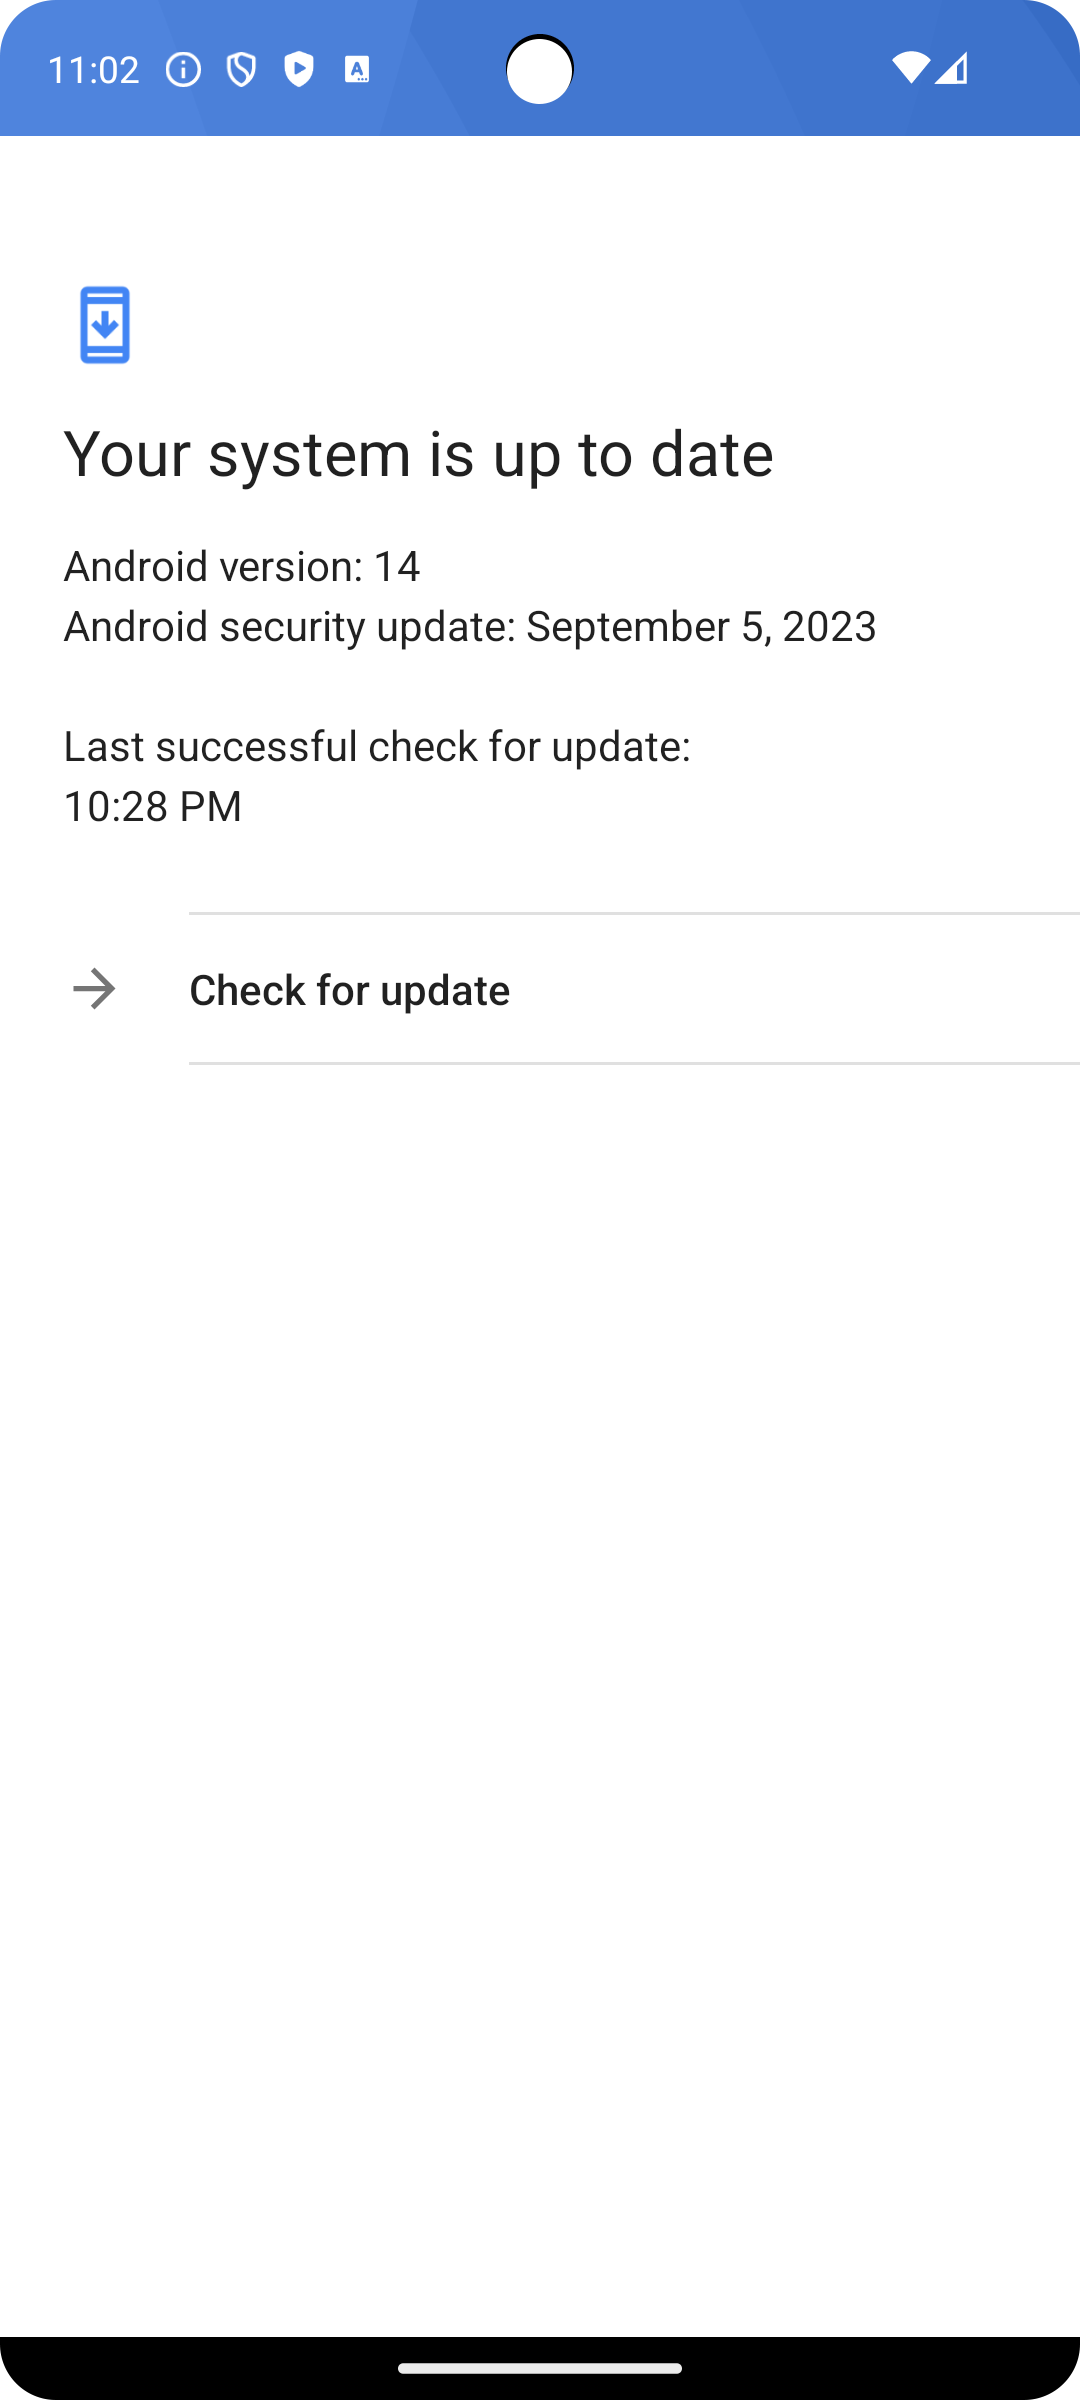 11:02
Your system is up to date
Android version: 14
Android security update: September 5, 2023
Last successful check for update:
10:28 PM
Check for update